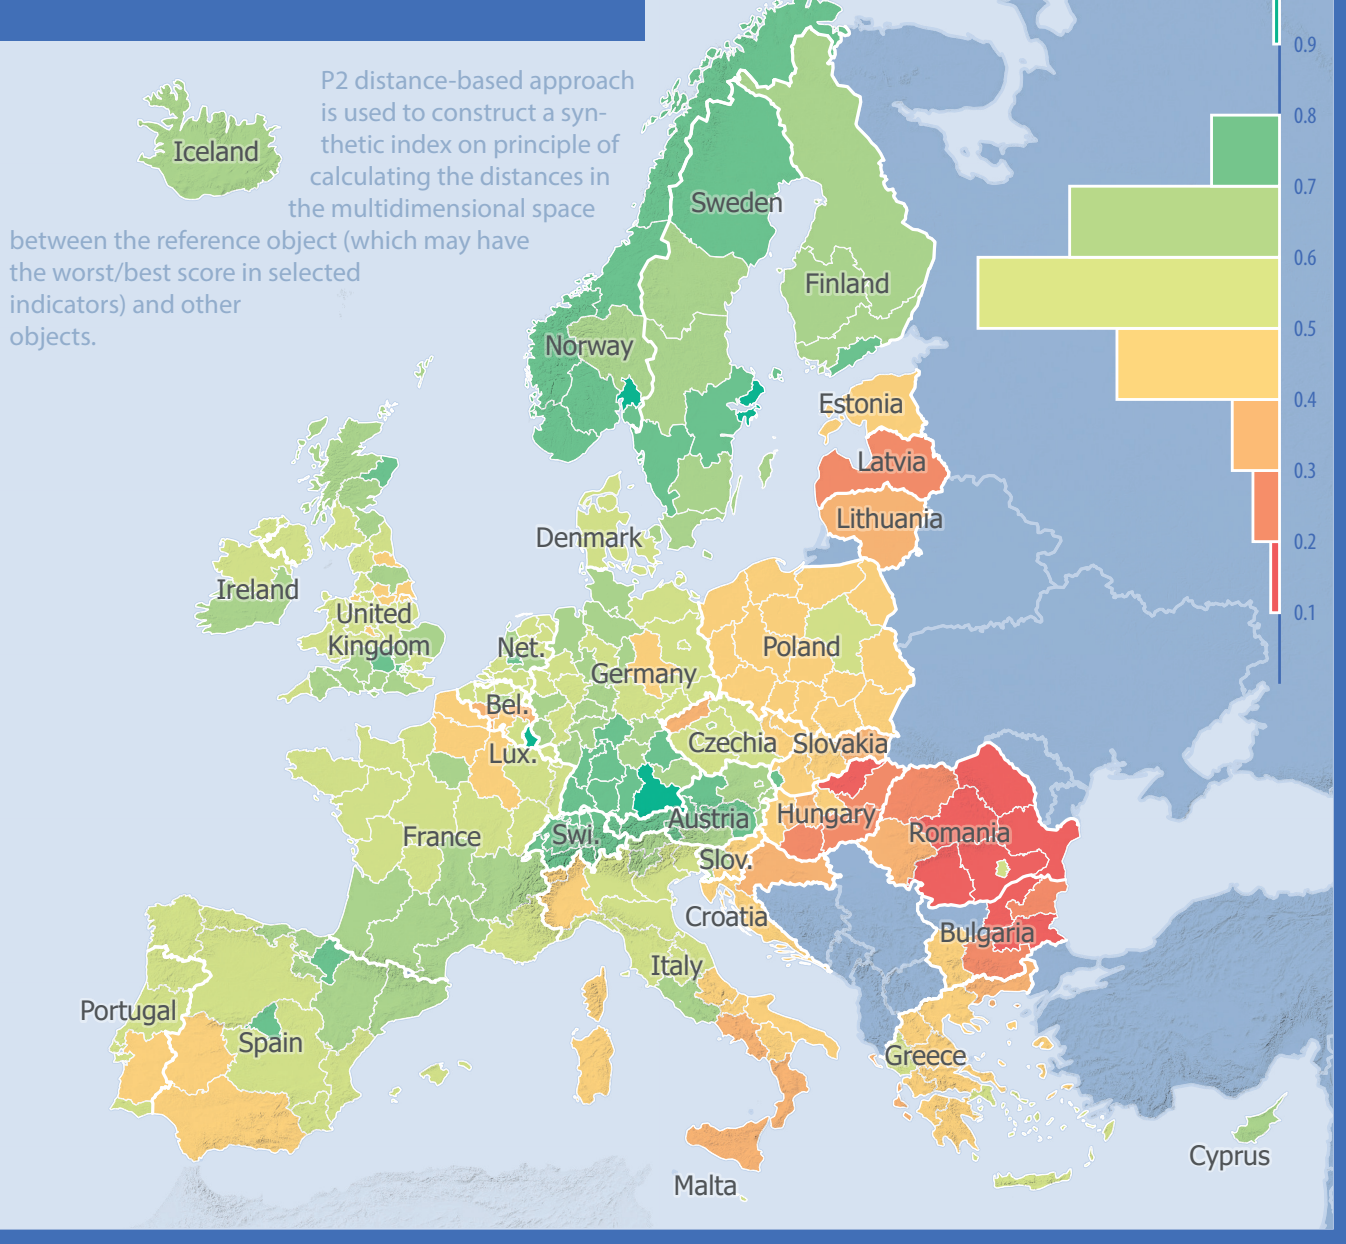 P2 distance-based approach
is used to construct a syn-
thetic index on principle of
calculating the distances in
the multidimensional space
between the reference object (which may have
the worst/best score in selected
indicators) and other
objects.
0.9
0.8
0.7
0.6
0.5
0.4
0.3
0.2
0.1
Iceland
Sweden
Finland
Norway
Estonia
Latvia
Lithuania
Denmark
Ireland
United
Kingdom
Net.
Germany
Poland
Bel.
Lux.
Czechia
Slovakia
France
Swi.
Austria
Hungary
Romania
Slov.
Croatia
Bulgaria
Italy
Portugal
Spain
Greece
Cyprus
Malta